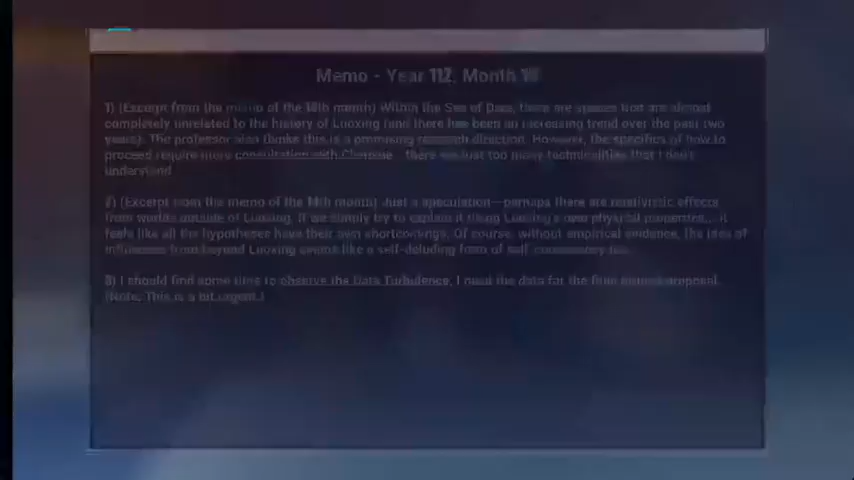 Memo - Year 112, Month
1) (Excerpt from the memo of the 18th month) Within the Sea of Data, there are spaces that are almost
completely unrelated to the history of Luoxing (and there has been an increasing trend over the past two
years). The professor also thinks this is a promising research direction. However, the specifics of how to
proceed require more consultation with there are just too many technicalities that I don't
understand
2) (Excerpt from the memo of the 14th month) Just a speculation—perhaps there are relativistic effects
from worlds outside of Luoxing. If we simply try to explain it using Luoxing's own physical properties... it
feels like all the hypotheses have their own shortcomings. Of course, without empirical evidence, the idea of
influences from beyond Luoxing seems like a self-deluding form of self-consistency too.
3) I should find some time to observe the Data Turbulence, I need the data for the final proposal.
(Note: This is a bit urgent.)